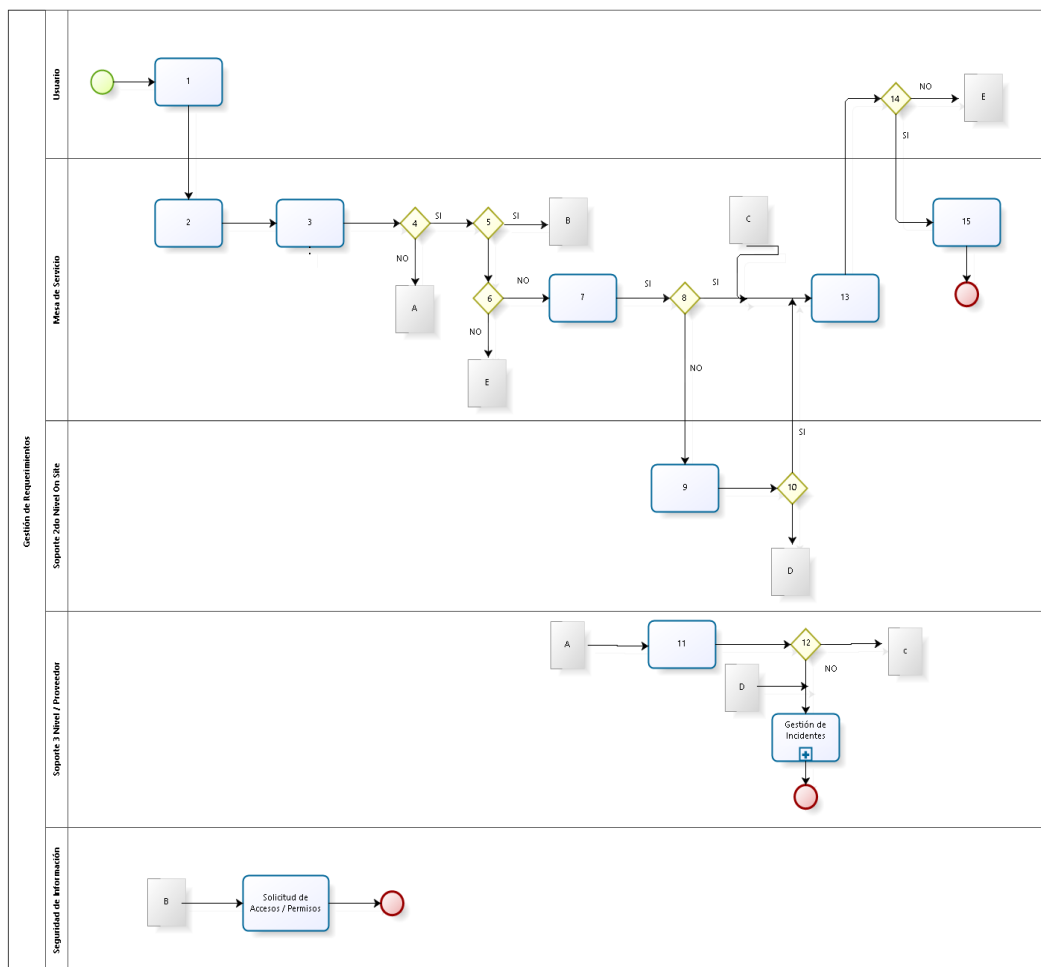 Gestión de Requerimientos
Usuario
1
14
NO
E
SI
Mesa de Servicio
2
3
4
SI
5
SI
B
C
15
NO
A
6
NO
7
SI
8
SI
13
NO
E
NO
Soporte 2do Nivel On Site
SI
9
10
D
Soporte 3 Nivel / Proveedor
A
11
12
c
NO
D
Gestión de
Incidentes
Seguridad de Información
B
Solicitud de
Accesos / Permisos